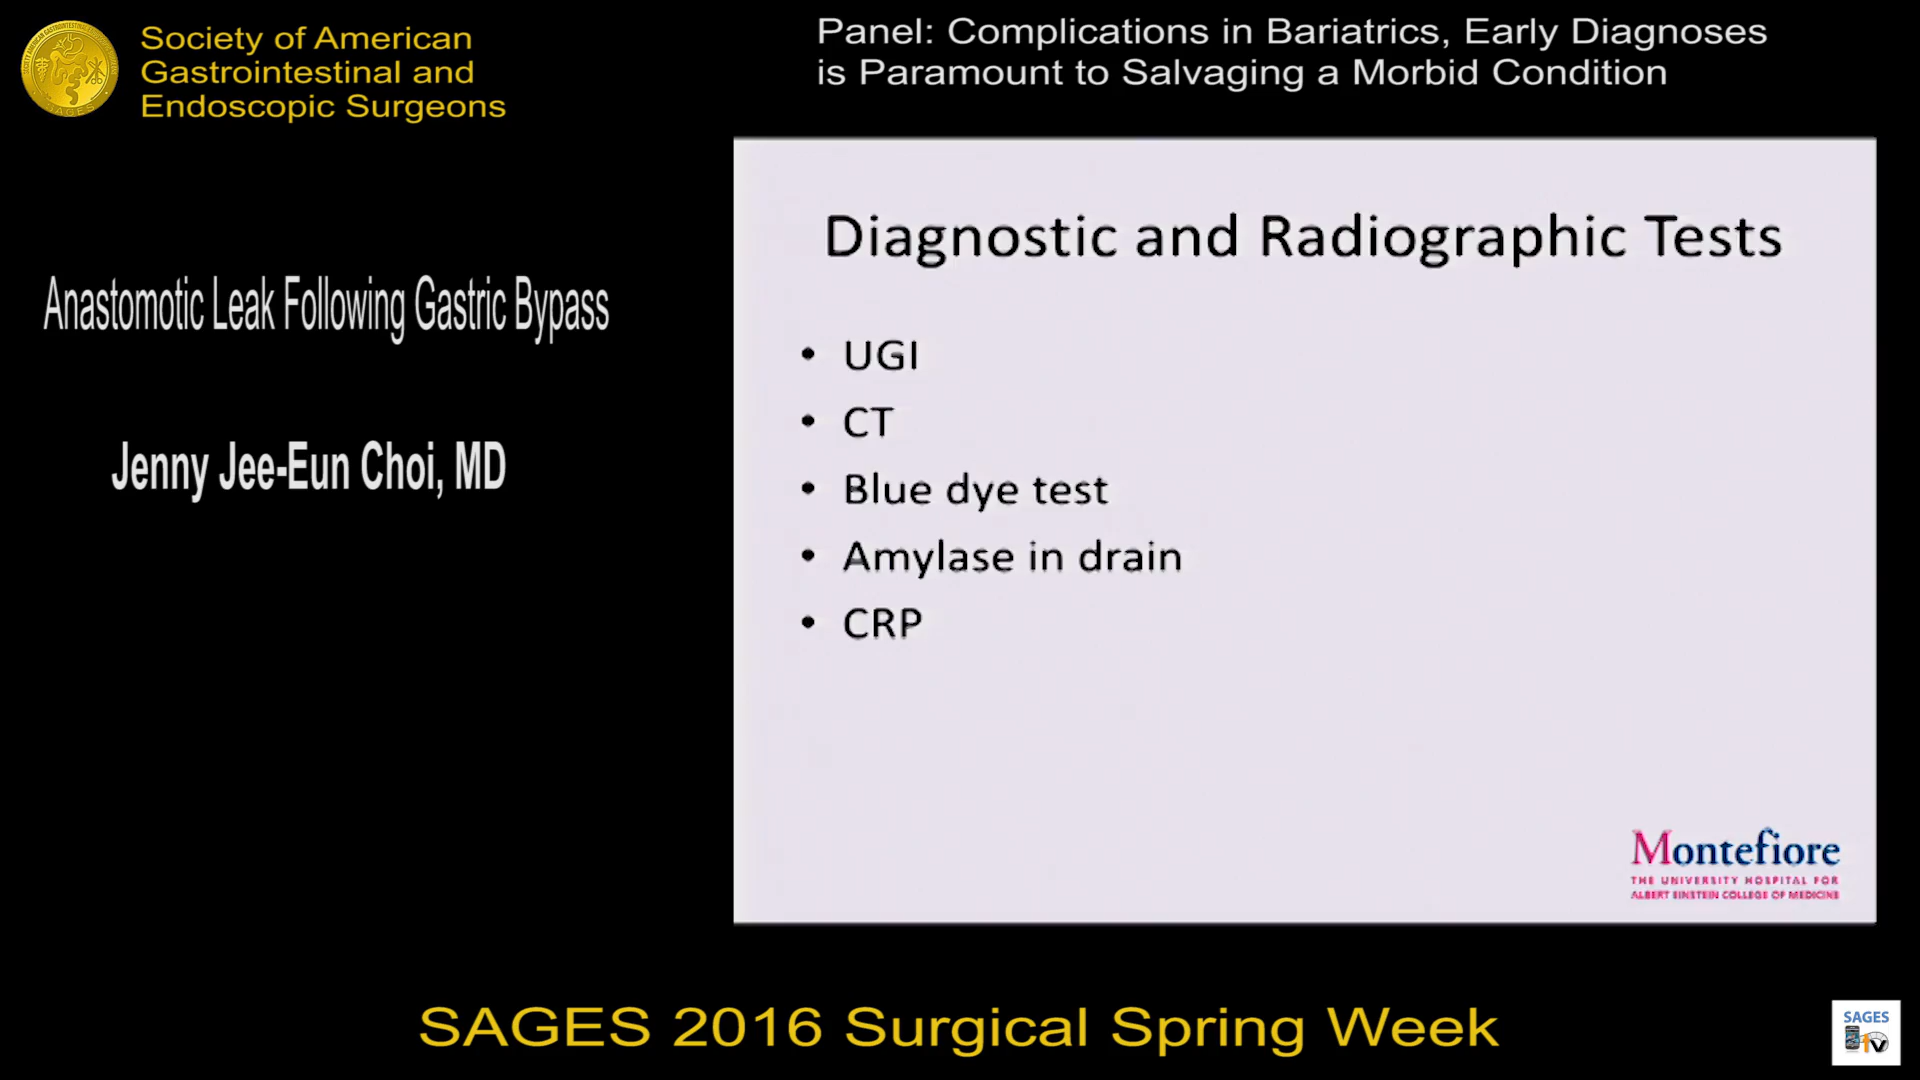 Society of American
Gastrointestinal and
Endoscopic Surgeons
Panel: Complications in Bariatrics, Early Diagnoses
is Paramount to Salvaging a Morbid Condition
Anastomotic Leak Following Gastric Bypass
Jenny Jee-Eun Choi, MD
Diagnostic and Radiographic Tests
• UGI
• CT
• Blue dye test
• Amylase in drain
• CRP
Montefiore
THE UNIVERSITY HOSPITAL FOR
ALBERT EINSTEIN COLLEGE OF MEDICINE
SAGES 2016 Surgical Spring Week
SAGES
TV